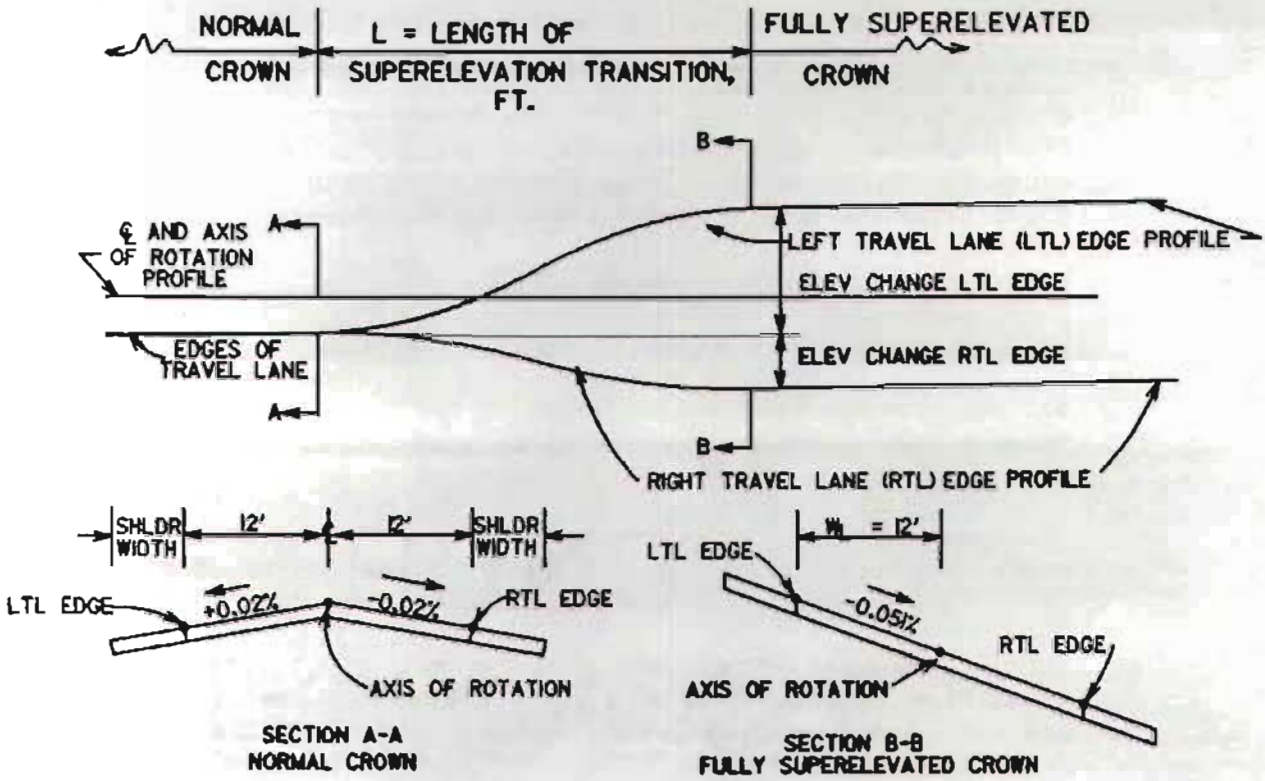 NORMAL
CROWN
L = LENGTH OF
SUPERELEVATION TRANSITION,
FT.
FULLY SUPERELEVATED
CROWN
B
A
℄ AND AXIS
OF ROTATION
PROFILE
LEFT TRAVEL LANE (LTL) EDGE PROFILE
ELEV CHANGE LTL EDGE
EDGES OF
TRAVEL LANE
ELEV CHANGE RTL EDGE
A
B
RIGHT TRAVEL LANE (RTL) EDGE PROFILE
SHLDR
WIDTH
12'
℄
12'
SHLDR
WIDTH
LTL EDGE
+0.02%
-0.02%
RTL EDGE
AXIS OF ROTATION
SECTION A-A
NORMAL CROWN
WL = 12'
LTL EDGE
-0.051%
RTL EDGE
AXIS OF ROTATION
SECTION B-B
FULLY SUPERELEVATED CROWN